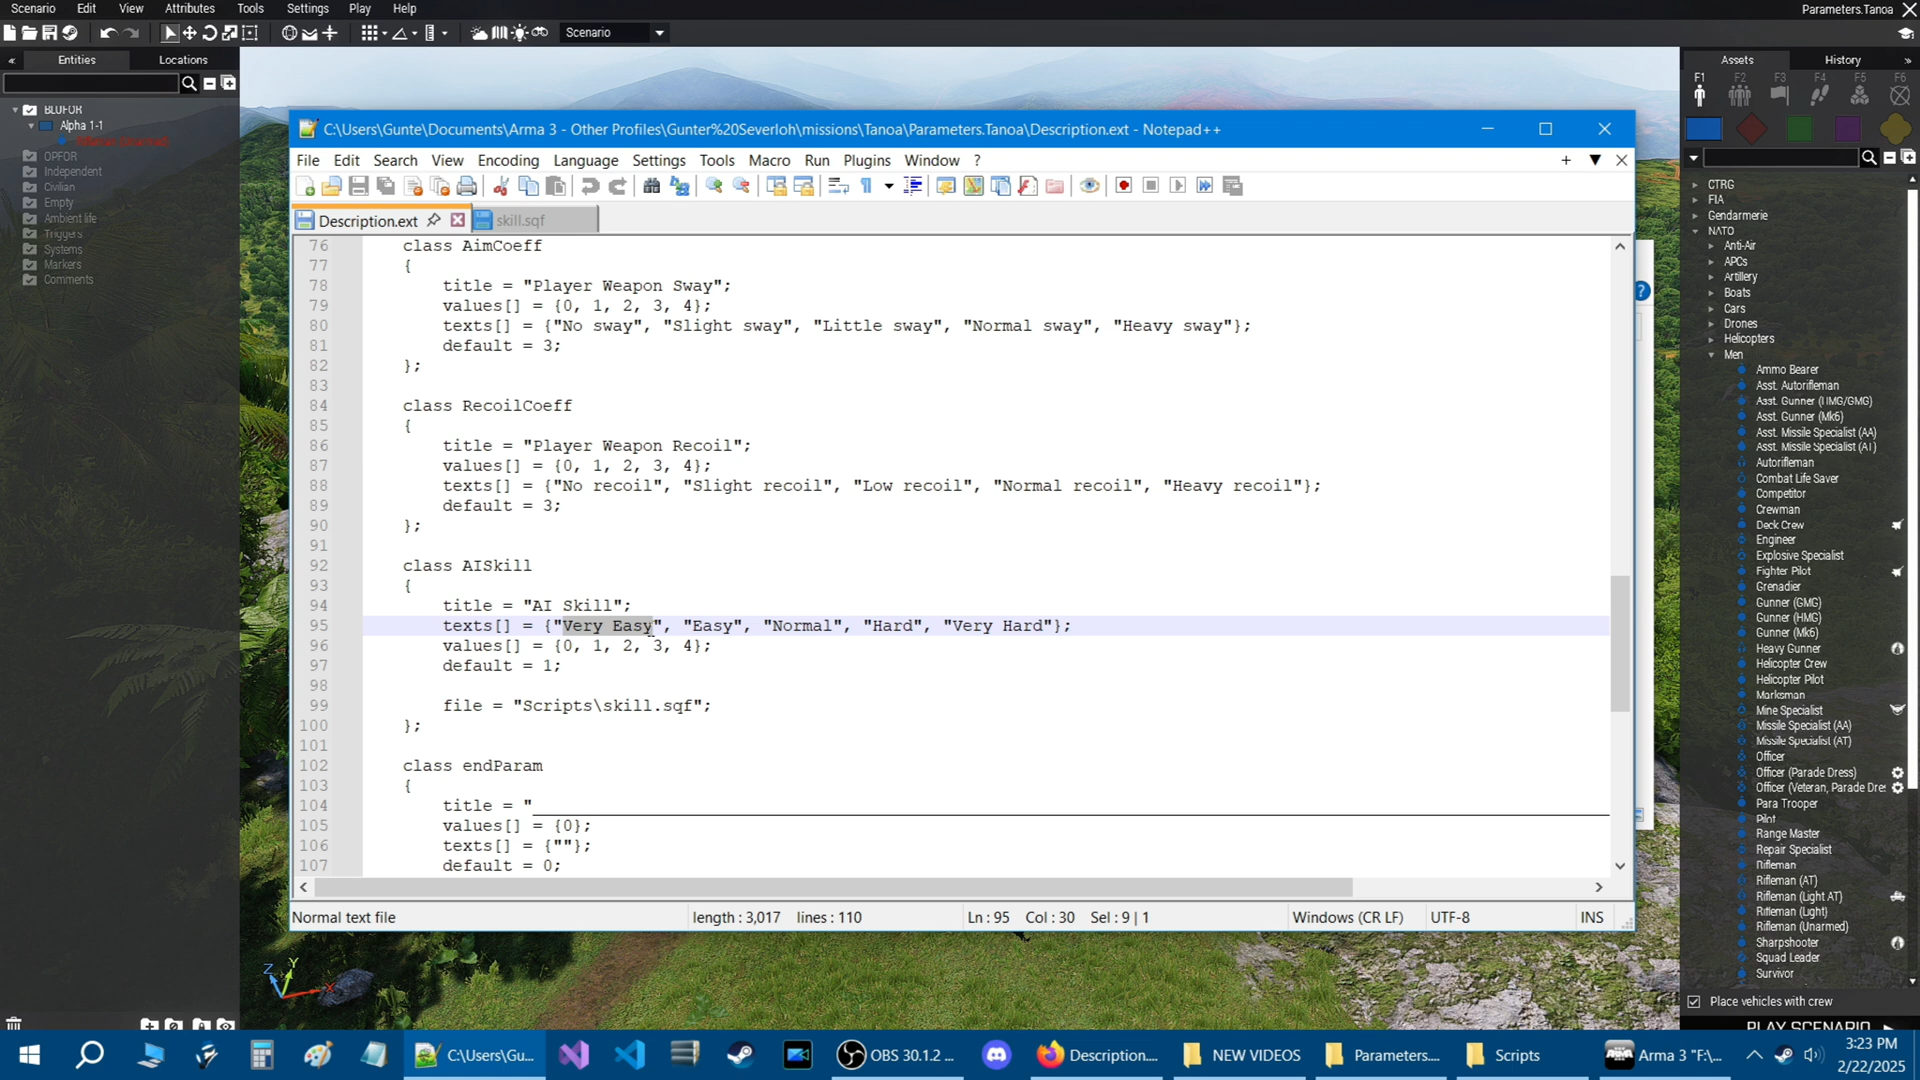 Scenario Edit View Attributes Tools Settings Play Help
Parameters.Tanoa
Scenario
Entities Locations
BLUFOR
Alpha 1-1
Rifleman (Unarmed)
OPFOR
Independent
Civilian
Empty
Ambient life
Triggers
Systems
Markers
Comments
C:\Users\Gunte\Documents\Arma 3 - Other Profiles\Gunter%20Severloh\missions\Tanoa\Parameters.Tanoa\Description.ext - Notepad++
File Edit Search View Encoding Language Settings Tools Macro Run Plugins Window ?
Description.ext skill.sqf
76 class AimCoeff
77 {
78 title = "Player Weapon Sway";
79 values[] = {0, 1, 2, 3, 4};
80 texts[] = {"No sway", "Slight sway", "Little sway", "Normal sway", "Heavy sway"};
81 default = 3;
82 };
83
84 class RecoilCoeff
85 {
86 title = "Player Weapon Recoil";
87 values[] = {0, 1, 2, 3, 4};
88 texts[] = {"No recoil", "Slight recoil", "Low recoil", "Normal recoil", "Heavy recoil"};
89 default = 3;
90 };
91
92 class AISkill
93 {
94 title = "AI Skill";
95 texts[] = {"Very Easy", "Easy", "Normal", "Hard", "Very Hard"};
96 values[] = {0, 1, 2, 3, 4};
97 default = 1;
98
99 file = "Scripts\skill.sqf";
100 };
101
102 class endParam
103 {
104 title = "
105 values[] = {0};
106 texts[] = {""};
107 default = 0;
Normal text file length : 3,017 lines : 110 Ln : 95 Col : 30 Sel : 9 | 1 Windows (CR LF) UTF-8 INS
Assets History
F1 F2 F3 F4 F5 F6
CTRG
FIA
Gendarmerie
NATO
Anti-Air
APCs
Artillery
Boats
Cars
Drones
Helicopters
Men
Ammo Bearer
Asst. Autorifleman
Asst. Gunner (HMG/GMG)
Asst. Gunner (Mk6)
Asst. Missile Specialist (AA)
Asst. Missile Specialist (AT)
Autorifleman
Combat Life Saver
Competitor
Crewman
Deck Crew
Engineer
Explosive Specialist
Fighter Pilot
Grenadier
Gunner (GMG)
Gunner (HMG)
Gunner (Mk6)
Heavy Gunner
Helicopter Crew
Helicopter Pilot
Marksman
Mine Specialist
Missile Specialist (AA)
Missile Specialist (AT)
Officer
Officer (Parade Dress)
Officer (Veteran, Parade Dre
Para Trooper
Pilot
Range Master
Repair Specialist
Rifleman
Rifleman (AT)
Rifleman (Light AT)
Rifleman (Light)
Rifleman (Unarmed)
Sharpshooter
Squad Leader
Survivor
Place vehicles with crew
PLAY SCENARIO
Z Y X
C:\Users\Gu... OBS 30.1.2 ... Description.... NEW VIDEOS Parameters.... Scripts Arma 3 "F:\...
3:23 PM
2/22/2025